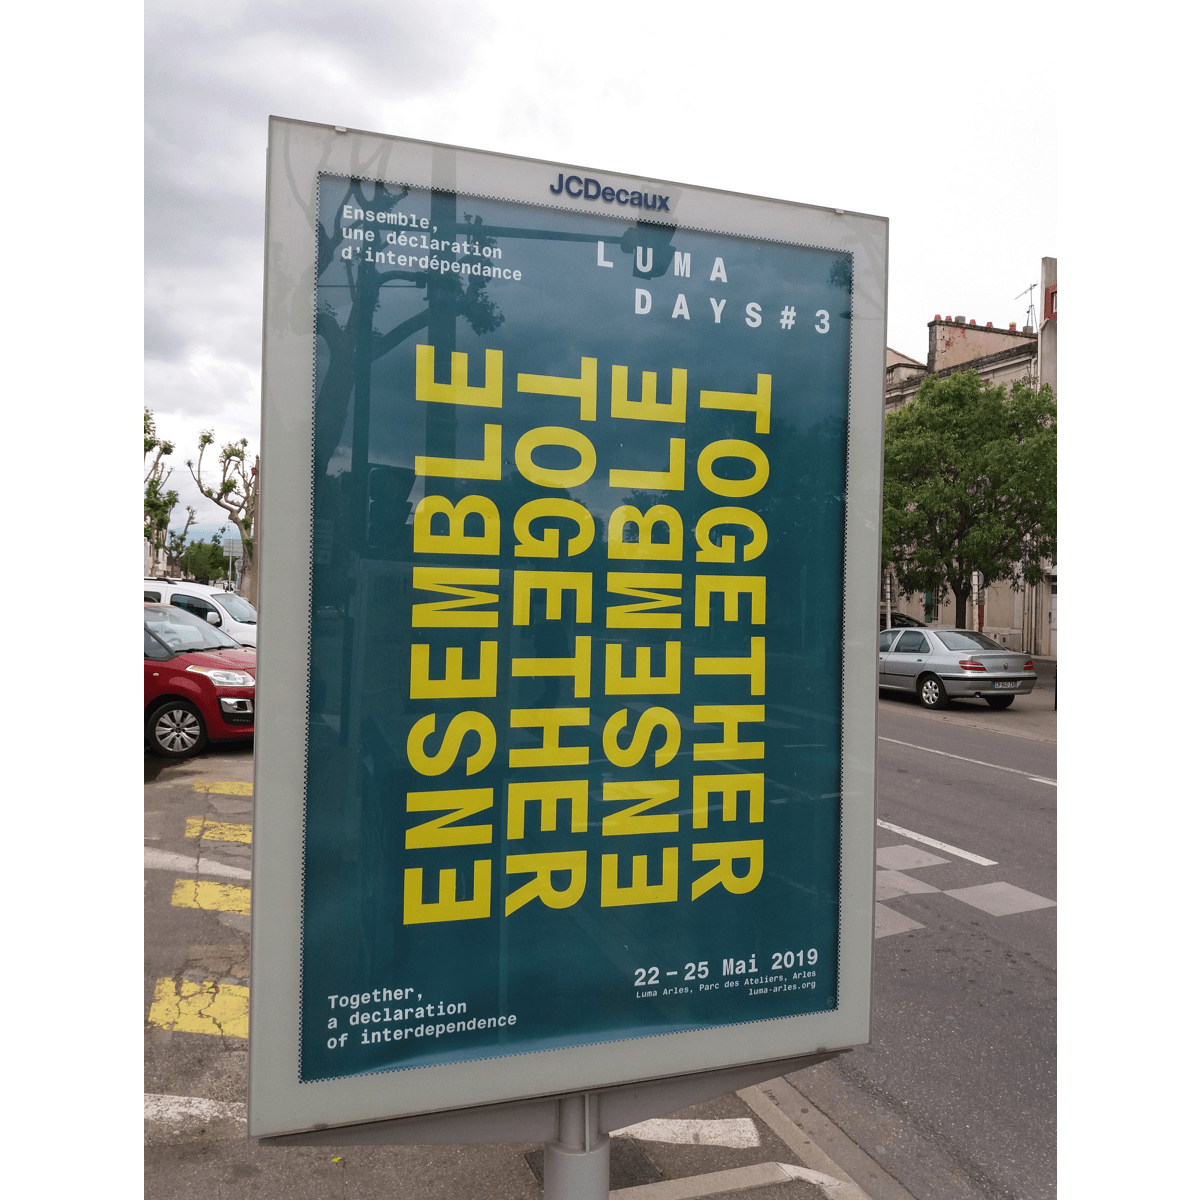 JCDecaux
Ensemble,
une déclaration
d'interdépendance
LUMA
DAYS#3
ENSEMBLE
TOGETHER
ENSEMBLE
TOGETHER
22–25 Mai 2019
Luma Arles, Parc des Ateliers, Arles
luma-arles.org
Together,
a declaration
of interdependence